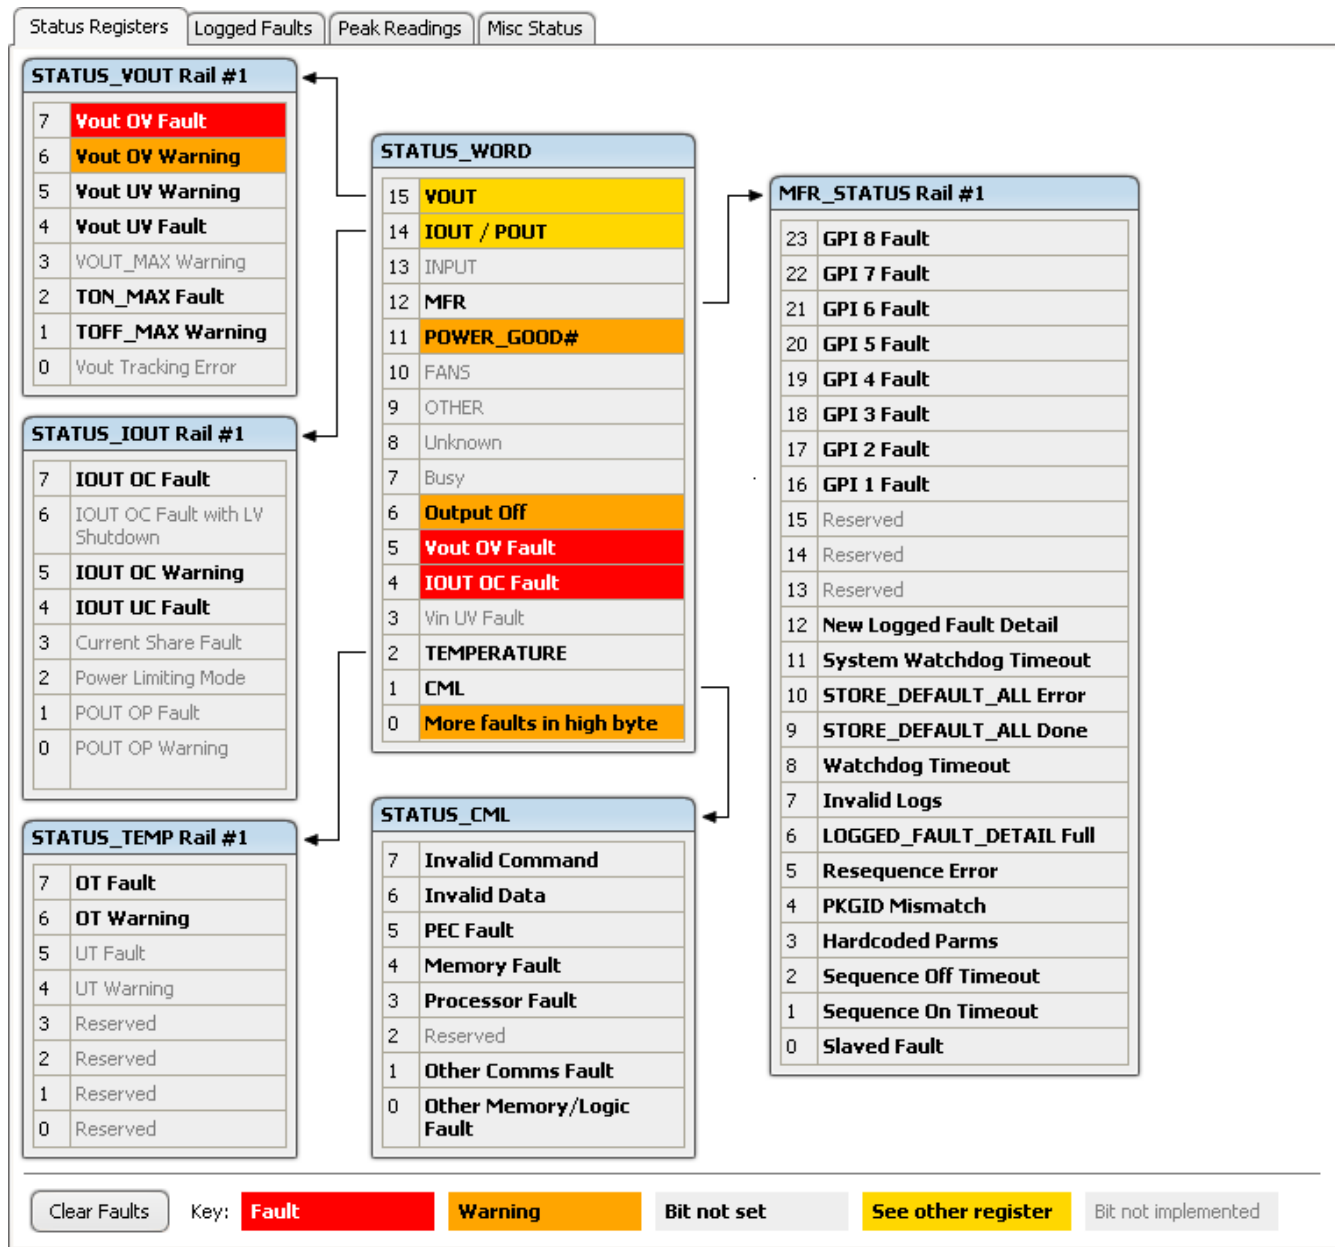 Status Registers Logged Faults Peak Readings Misc Status
STATUS_VOUT Rail #1
7 Vout OV Fault
6 Vout OV Warning
5 Vout UV Warning
4 Vout UV Fault
3 VOUT_MAX Warning
2 TON_MAX Fault
1 TOFF_MAX Warning
0 Vout Tracking Error
STATUS_IOUT Rail #1
7 IOUT OC Fault
6 IOUT OC Fault with LV
Shutdown
5 IOUT OC Warning
4 IOUT UC Fault
3 Current Share Fault
2 Power Limiting Mode
1 POUT OP Fault
0 POUT OP Warning
STATUS_TEMP Rail #1
7 OT Fault
6 OT Warning
5 UT Fault
4 UT Warning
3 Reserved
2 Reserved
1 Reserved
0 Reserved
STATUS_WORD
15 VOUT
14 IOUT / POUT
13 INPUT
12 MFR
11 POWER_GOOD#
10 FANS
9 OTHER
8 Unknown
7 Busy
6 Output Off
5 Vout OV Fault
4 IOUT OC Fault
3 Vin UV Fault
2 TEMPERATURE
1 CML
0 More faults in high byte
STATUS_CML
7 Invalid Command
6 Invalid Data
5 PEC Fault
4 Memory Fault
3 Processor Fault
2 Reserved
1 Other Comms Fault
0 Other Memory/Logic
Fault
MFR_STATUS Rail #1
23 GPI 8 Fault
22 GPI 7 Fault
21 GPI 6 Fault
20 GPI 5 Fault
19 GPI 4 Fault
18 GPI 3 Fault
17 GPI 2 Fault
16 GPI 1 Fault
15 Reserved
14 Reserved
13 Reserved
12 New Logged Fault Detail
11 System Watchdog Timeout
10 STORE_DEFAULT_ALL Error
9 STORE_DEFAULT_ALL Done
8 Watchdog Timeout
7 Invalid Logs
6 LOGGED_FAULT_DETAIL Full
5 Resequence Error
4 PKGID Mismatch
3 Hardcoded Parms
2 Sequence Off Timeout
1 Sequence On Timeout
0 Slaved Fault
Clear Faults Key: Fault Warning Bit not set See other register Bit not implemented